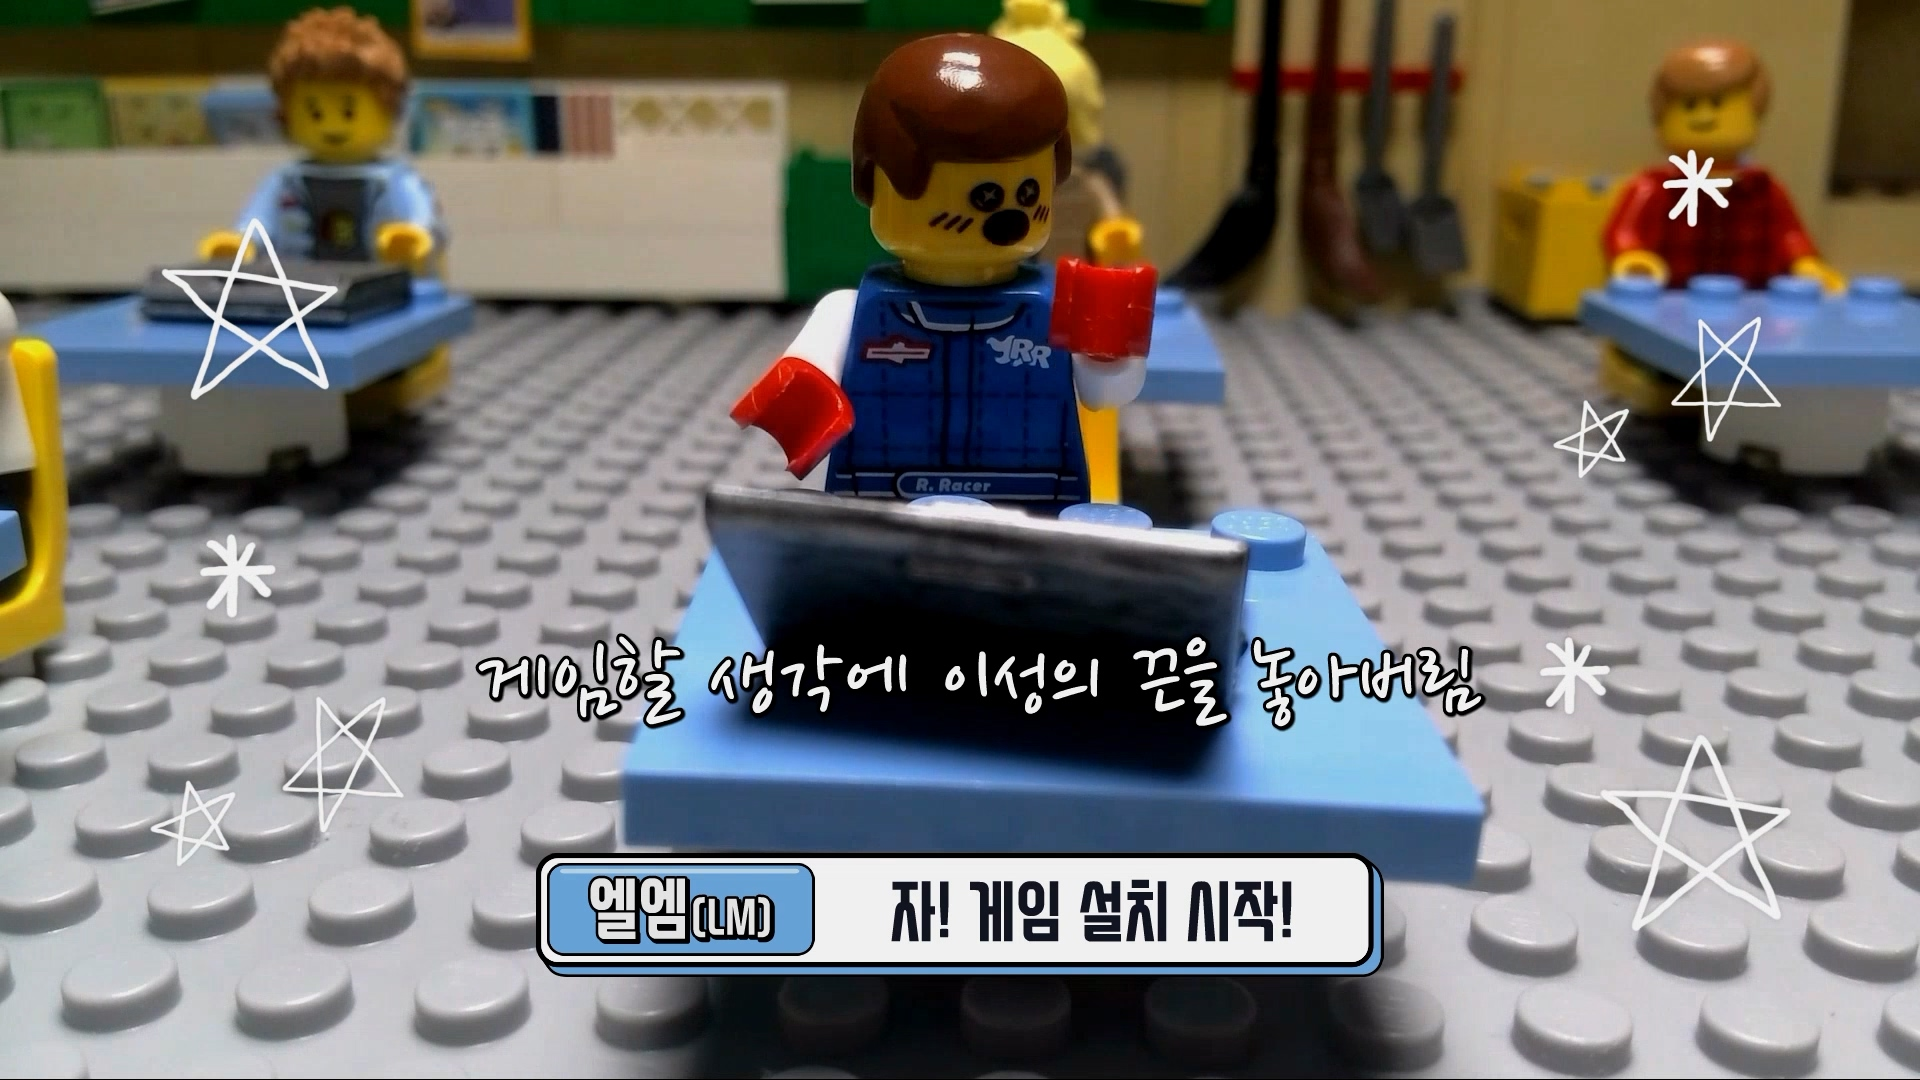 RR
R. Racer
게임할 생각에 이성의 끈을 놓아버림
엘엠(LM) 자! 게임 설치 시작!